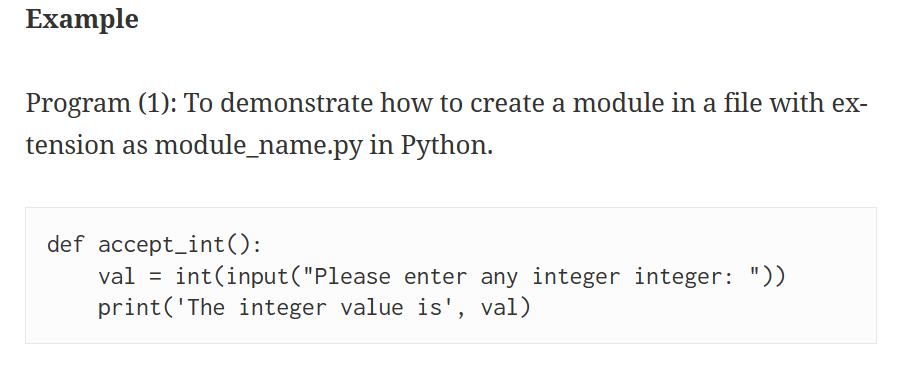 Example
Program (1): To demonstrate how to create a module in a file with ex-
tension as module_name.py in Python.
def accept_int():
    val = int(input("Please enter any integer integer: "))
    print('The integer value is', val)